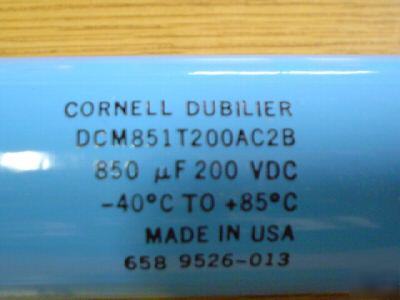 CORNELL DUBILIER
DCM851T200AC2B
850 µF 200 VDC
-40°C TO +85°C
MADE IN USA
658 9526-013